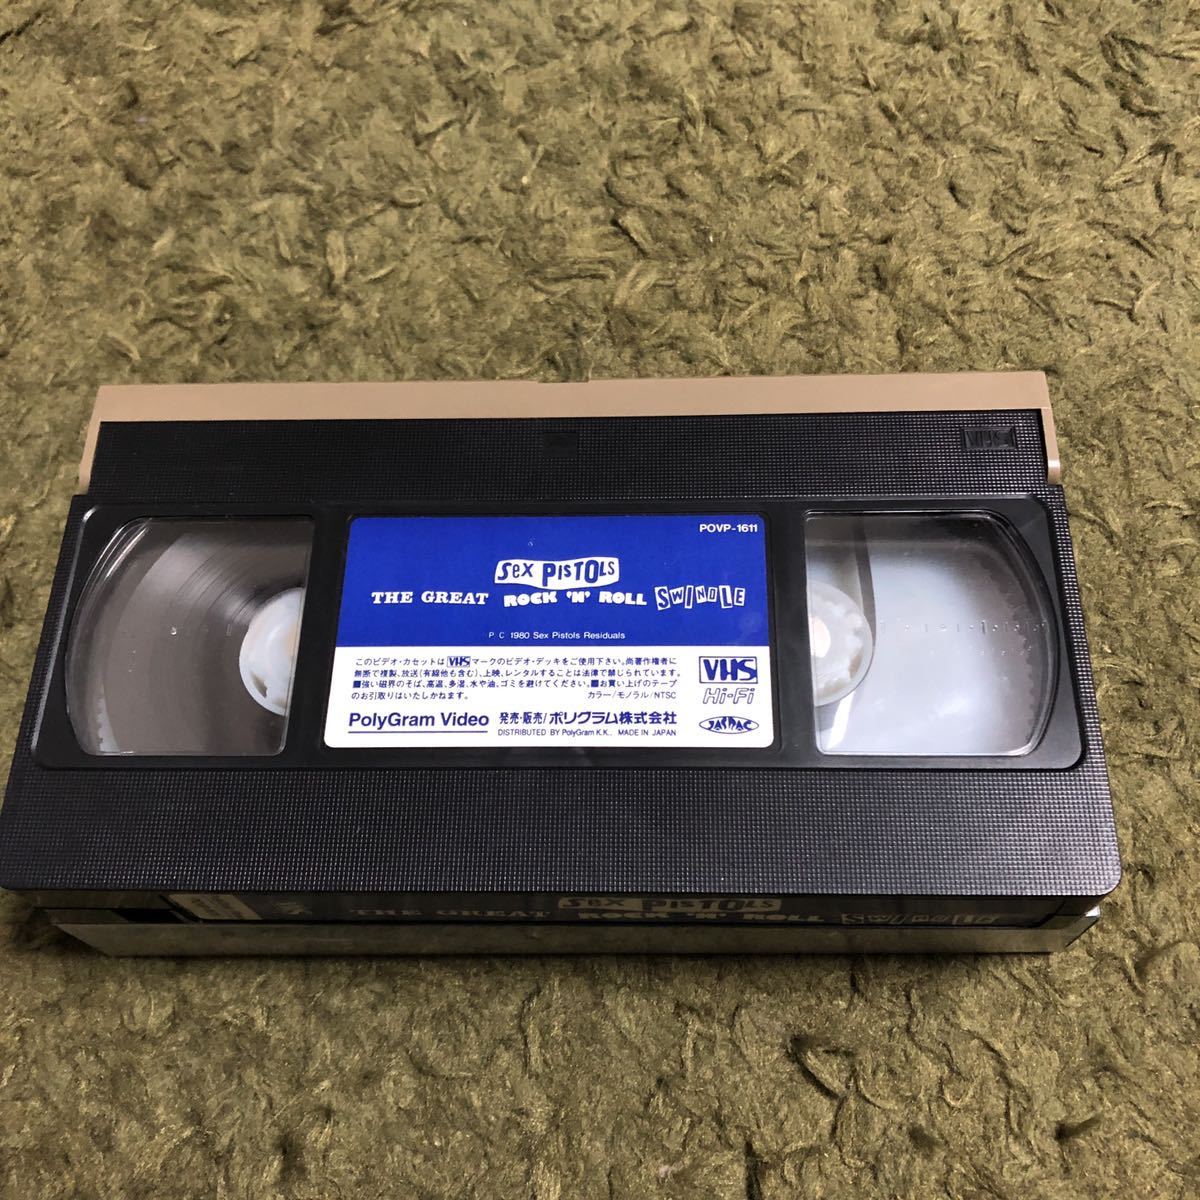 VHS
POVP-1611
Sex PISTOLS
THE GREAT ROCK 'N' ROLL SWINDLE
P C 1980 Sex Pistols Residuals
このビデオ・カセットはVHSマークのビデオ・デッキをご使用下さい。尚著作権者に
無断で複製、放送(有線他も含む)、上映、レンタルすることは法律で禁じられています。
■強い磁界のそば、高温、多湿、水や油、ゴミを避けてください。■お買い上げのテープ
のお引取りはいたしかねます。 カラー/モノラル/NTSC
VHS
Hi-Fi
PolyGram Video 発売・販売/ポリグラム株式会社
DISTRIBUTED BY PolyGram K.K., MADE IN JAPAN
JASRAC
Sex PISTOLS
THE GREAT ROCK 'N' ROLL SWINDLE